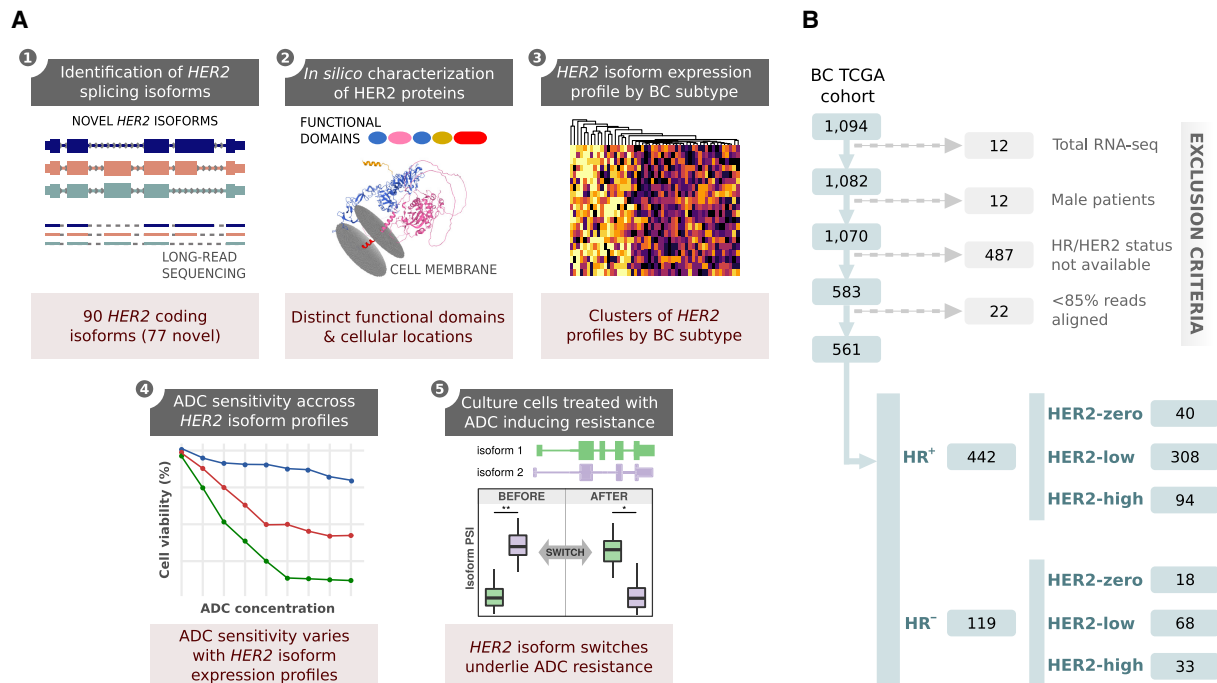 A
1
Identification of HER2
splicing isoforms
NOVEL HER2 ISOFORMS
LONG-READ
SEQUENCING
90 HER2 coding
isoforms (77 novel)
2
In silico characterization
of HER2 proteins
FUNCTIONAL
DOMAINS
CELL MEMBRANE
Distinct functional domains
& cellular locations
3
HER2 isoform expression
profile by BC subtype
Clusters of HER2
profiles by BC subtype
4
ADC sensitivity accross
HER2 isoform profiles
Cell viability (%)
ADC concentration
ADC sensitivity varies
with HER2 isoform
expression profiles
5
Culture cells treated with
ADC inducing resistance
isoform 1
isoform 2
BEFORE
AFTER
**
*
SWITCH
Isoform PSI
HER2 isoform switches
underlie ADC resistance
B
BC TCGA
cohort
1,094
12
Total RNA-seq
1,082
12
Male patients
1,070
487
HR/HER2 status
not available
583
22
<85% reads
aligned
561
EXCLUSION CRITERIA
HR⁺
442
HER2-zero
40
HER2-low
308
HER2-high
94
HR⁻
119
HER2-zero
18
HER2-low
68
HER2-high
33